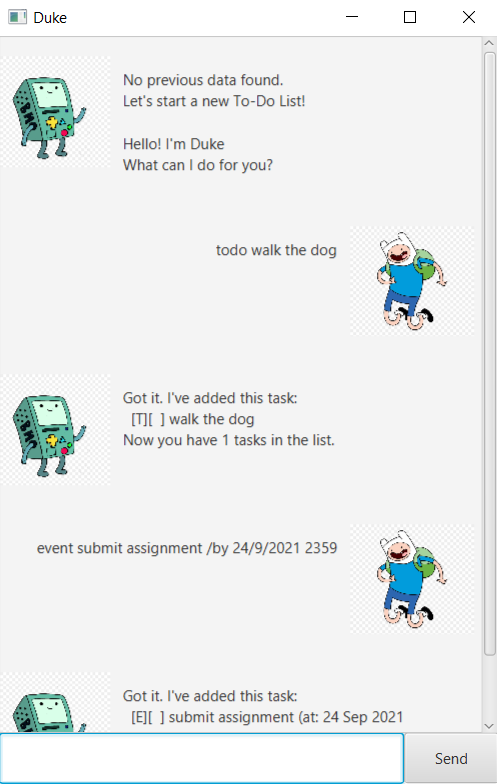 Duke
No previous data found.
Let's start a new To-Do List!
Hello! I'm Duke
What can I do for you?
todo walk the dog
Got it. I've added this task:
[T][ ] walk the dog
Now you have 1 tasks in the list.
event submit assignment /by 24/9/2021 2359
Got it. I've added this task:
[E][ ] submit assignment (at: 24 Sep 2021
Send